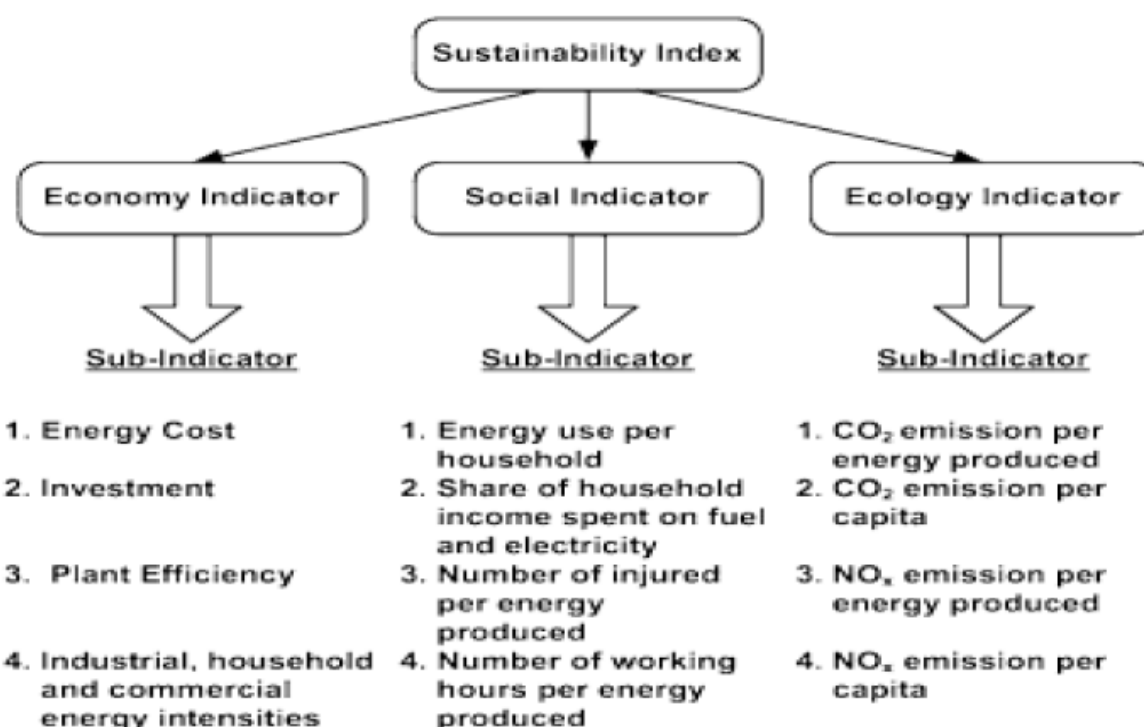 Sustainability Index
Economy Indicator
Social Indicator
Ecology Indicator
Sub-Indicator
1. Energy Cost
2. Investment
3. Plant Efficiency
4. Industrial, household
and commercial
energy intensities
Sub-Indicator
1. Energy use per
household
2. Share of household
income spent on fuel
and electricity
3. Number of injured
per energy
produced
4. Number of working
hours per energy
produced
Sub-Indicator
1. CO₂ emission per
energy produced
2. CO₂ emission per
capita
3. NOₓ emission per
energy produced
4. NOₓ emission per
capita